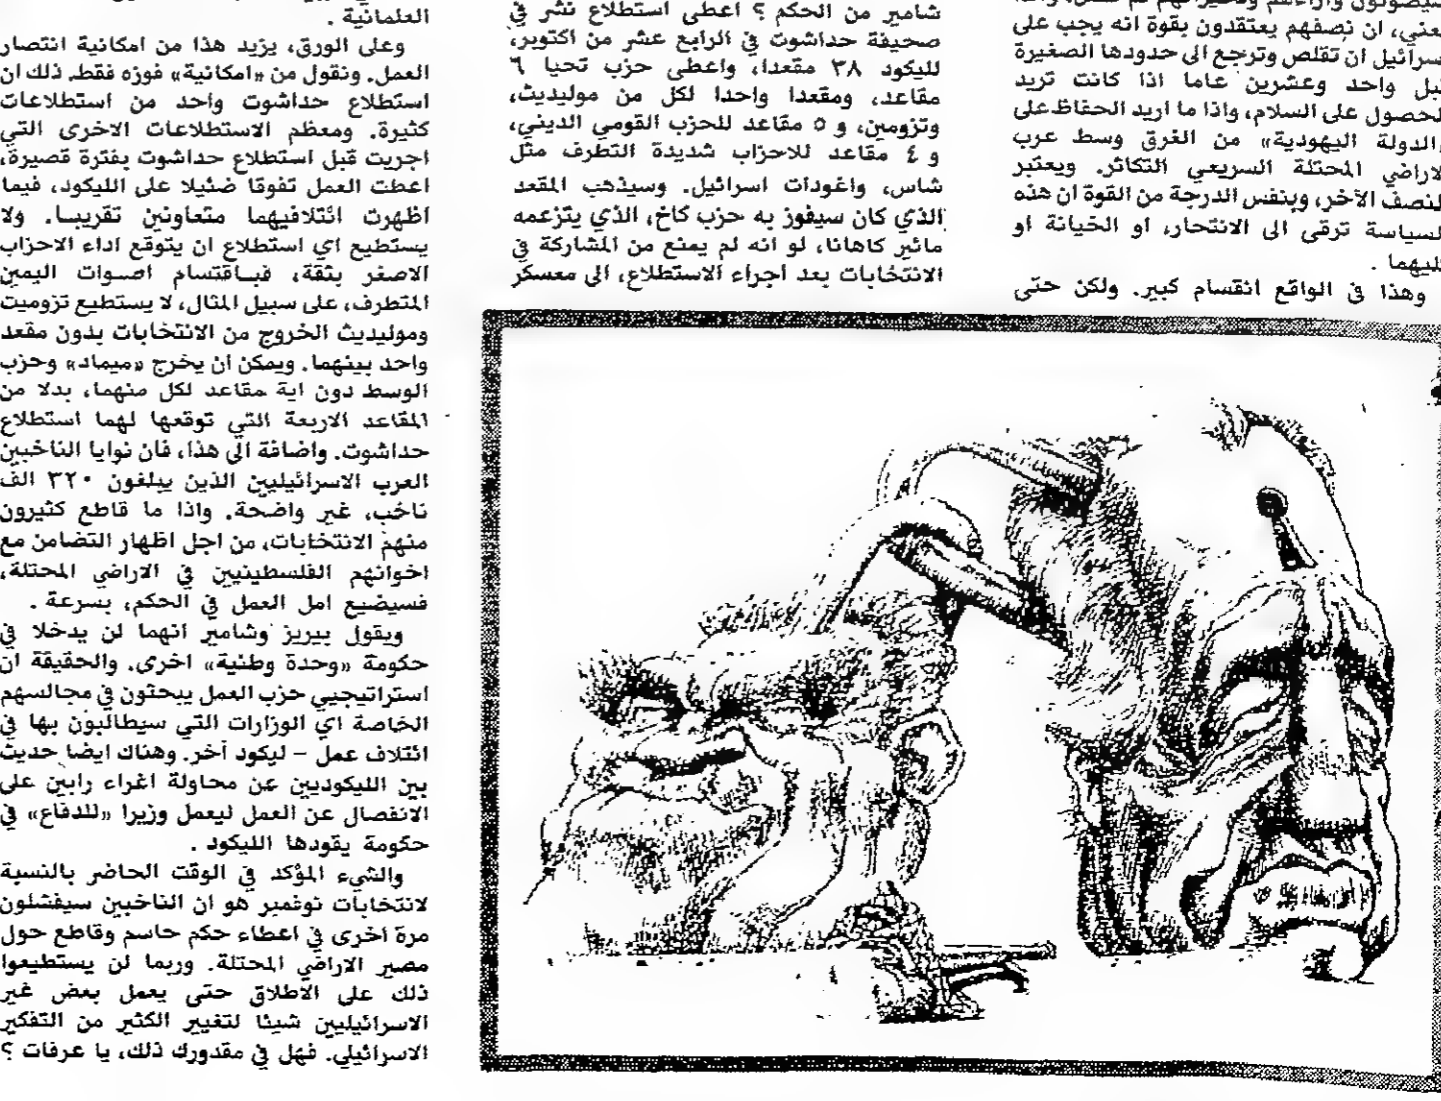 معني، ان نصفهم يعتقدون بقوة انه يجب على
اسرائيل ان تقلص وترجع الى حدودها الصغيرة
قبل واحد وعشرين عاما اذا كانت تريد
الحصول على السلام، واذا ما اريد الحفاظ على
«الدولة اليهودية» من الغرق وسط عرب
الاراضي المحتلة السريعي التكاثر. ويعتبر
النصف الآخر، وبنفس الدرجة من القوة ان هذه
السياسة ترقى الى الانتحار، او الخيانة او
كليهما .
وهذا في الواقع انقسام كبير. ولكن حتى
شامير من الحكم ؟ اعطى استطلاع نشر في
صحيفة حداشوت في الرابع عشر من اكتوبر،
لليكود ٣٨ مقعدا، واعطى حزب تحيا ٦
مقاعد، ومقعدا واحدا لكل من موليديث،
وتزومين، و ٥ مقاعد للحزب القومي الديني،
و ٤ مقاعد للاحزاب شديدة التطرف مثل
شاس، واغودات اسرائيل. وسيذهب المقعد
الذي كان سيفوز به حزب كاخ، الذي يتزعمه
مائير كاهانا، لو انه لم يمنع من المشاركة في
الانتخابات بعد اجراء الاستطلاع، الى معسكر
العلمانية .
وعلى الورق، يزيد هذا من امكانية انتصار
العمل. ونقول من «امكانية» فوزه فقط. ذلك ان
استطلاع حداشوت واحد من استطلاعات
كثيرة. ومعظم الاستطلاعات الاخرى التي
اجريت قبل استطلاع حداشوت بفترة قصيرة،
اعطت العمل تفوقا ضئيلا على الليكود، فيما
اظهرت ائتلافيهما متعاونين تقريبا. ولا
يستطيع اي استطلاع ان يتوقع اداء الاحزاب
الاصغر بثقة، فباقتسام اصوات اليمين
المتطرف، على سبيل المثال، لا يستطيع تزوميت
وموليديث الخروج من الانتخابات بدون مقعد
واحد بينهما. ويمكن ان يخرج «ميماد» وحزب
الوسط دون اية مقاعد لكل منهما، بدلا من
المقاعد الاربعة التي توقعها لهما استطلاع
حداشوت. واضافة الى هذا، فان نوايا الناخبين
العرب الاسرائيليين الذين يبلغون ٣٢٠ الف
ناخب، غير واضحة. واذا ما قاطع كثيرون
منهم الانتخابات، من اجل اظهار التضامن مع
اخوانهم الفلسطينيين في الاراضي المحتلة،
فسيضيع امل العمل في الحكم، بسرعة .
ويقول بيريز وشامير انهما لن يدخلا في
حكومة «وحدة وطنية» اخرى. والحقيقة ان
استراتيجيي حزب العمل يبحثون في مجالسهم
الخاصة اي الوزارات التي سيطالبون بها في
ائتلاف عمل – ليكود آخر. وهناك ايضا حديث
بين الليكوديين عن محاولة اغراء رابين على
الانفصال عن العمل ليعمل وزيرا «للدفاع» في
حكومة يقودها الليكود .
والشيء المؤكد في الوقت الحاضر بالنسبة
لانتخابات نوفمبر هو ان الناخبين سيفشلون
مرة اخرى في اعطاء حكم حاسم وقاطع حول
مصير الاراضي المحتلة. وربما لن يستطيعوا
ذلك على الاطلاق حتى يعمل بعض غير
الاسرائيليين شيئا لتغيير الكثير من التفكير
الاسرائيلي. فهل في مقدورك ذلك، يا عرفات ؟